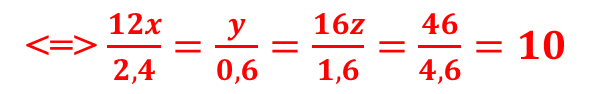 <=> 12x/2,4 = y/0,6 = 16z/1,6 = 46/4,6 = 10